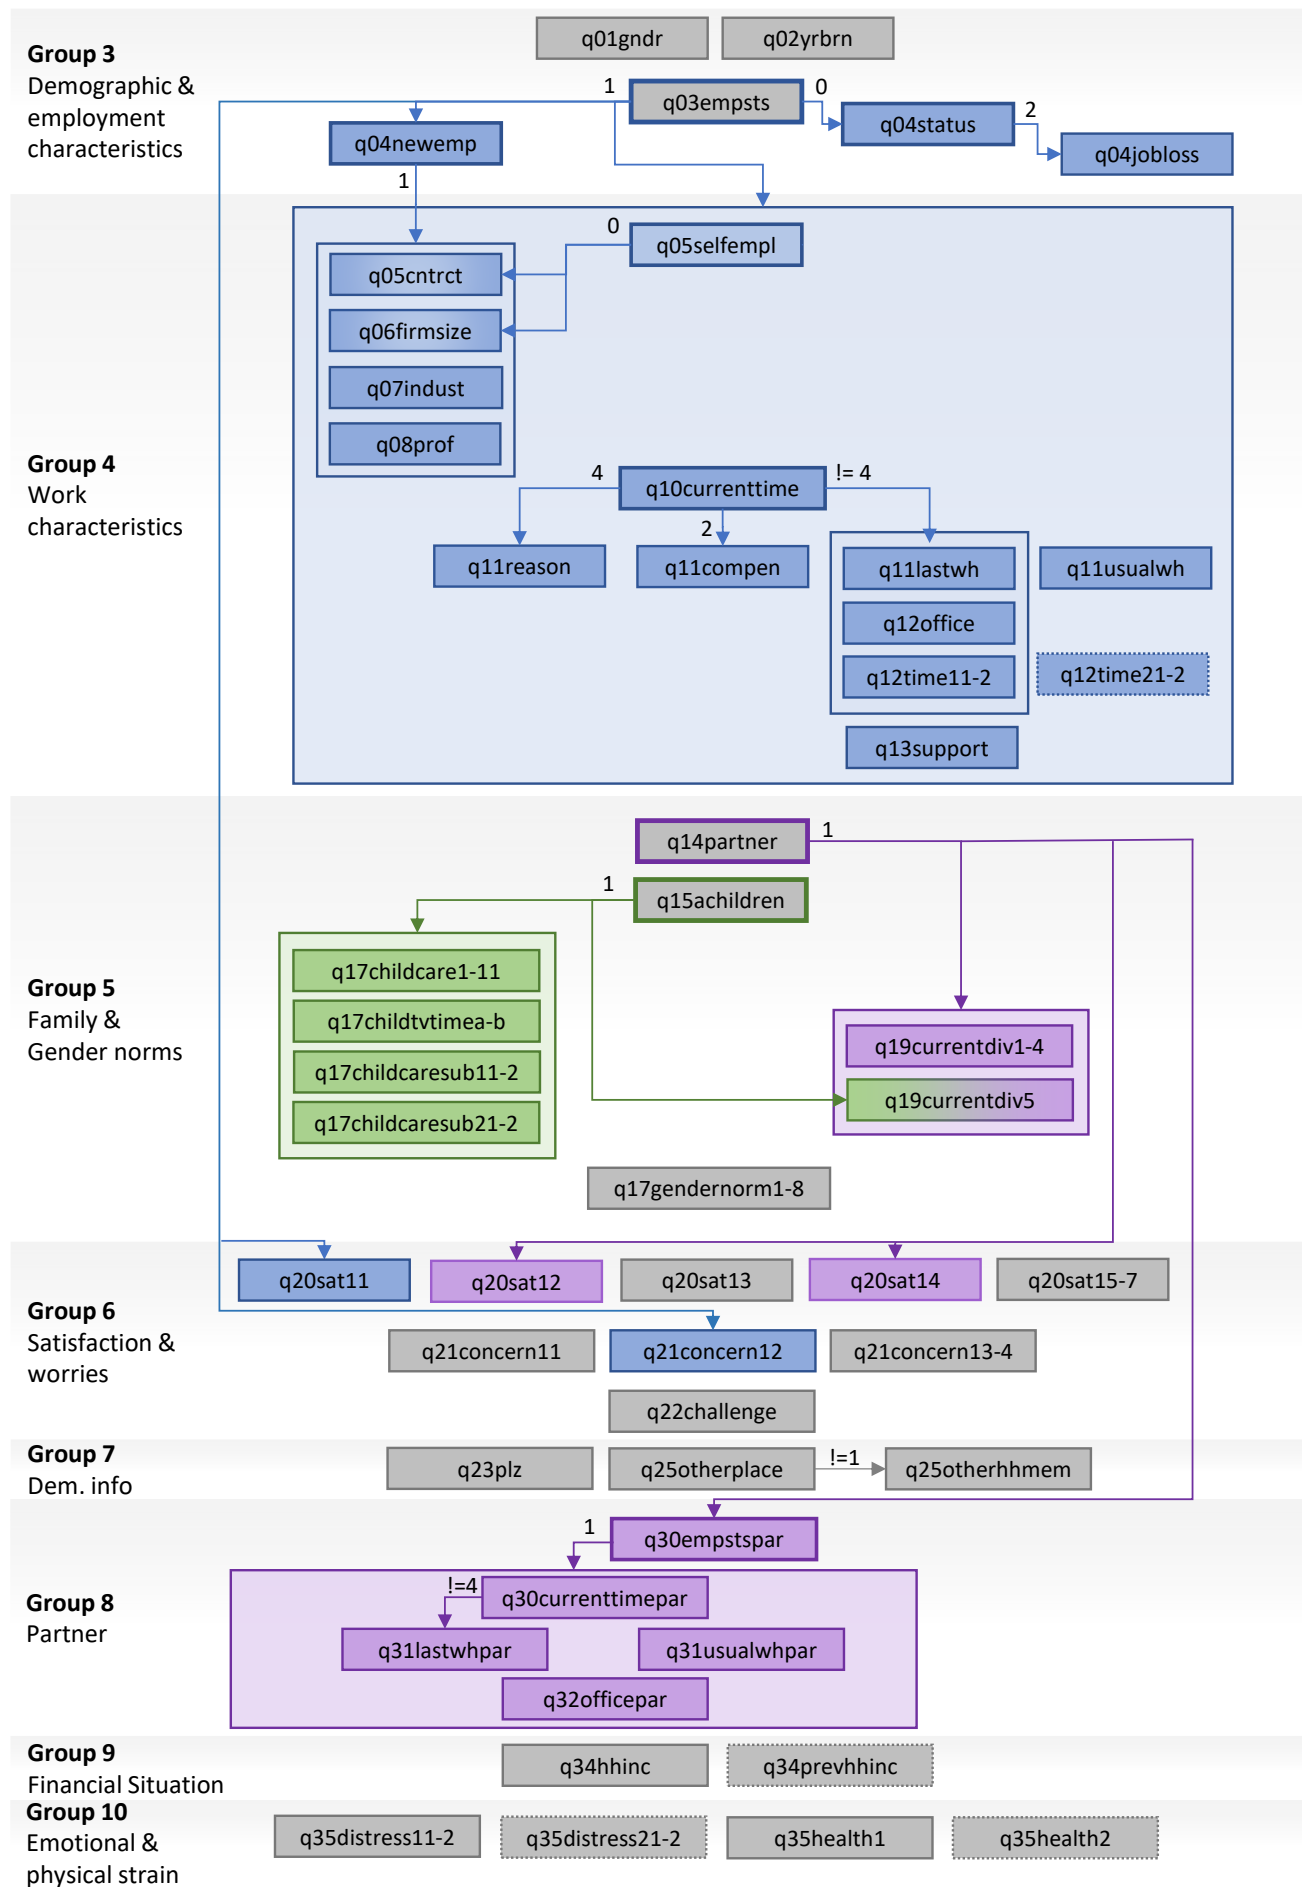 Group 3
Demographic &
employment
characteristics
q01gndr
q02yrbrn
1
q03empsts
0
q04newemp
q04status
2
q04jobloss
1
Group 4
Work
characteristics
0
q05selfempl
q05cntrct
q06firmsize
q07indust
q08prof
4
q10currenttime
!= 4
2
q11reason
q11compen
q11lastwh
q11usualwh
q12office
q12time11-2
q12time21-2
q13support
Group 5
Family &
Gender norms
q14partner
1
1
q15achildren
q17childcare1-11
q17childtvtimea-b
q17childcaresub11-2
q17childcaresub21-2
q19currentdiv1-4
q19currentdiv5
q17gendernorm1-8
Group 6
Satisfaction &
worries
q20sat11
q20sat12
q20sat13
q20sat14
q20sat15-7
q21concern11
q21concern12
q21concern13-4
q22challenge
Group 7
Dem. info
q23plz
q25otherplace
!=1
q25otherhhmem
Group 8
Partner
1
q30empstspar
!=4
q30currenttimepar
q31lastwhpar
q31usualwhpar
q32officepar
Group 9
Financial Situation
q34hhinc
q34prevhhinc
Group 10
Emotional &
physical strain
q35distress11-2
q35distress21-2
q35health1
q35health2